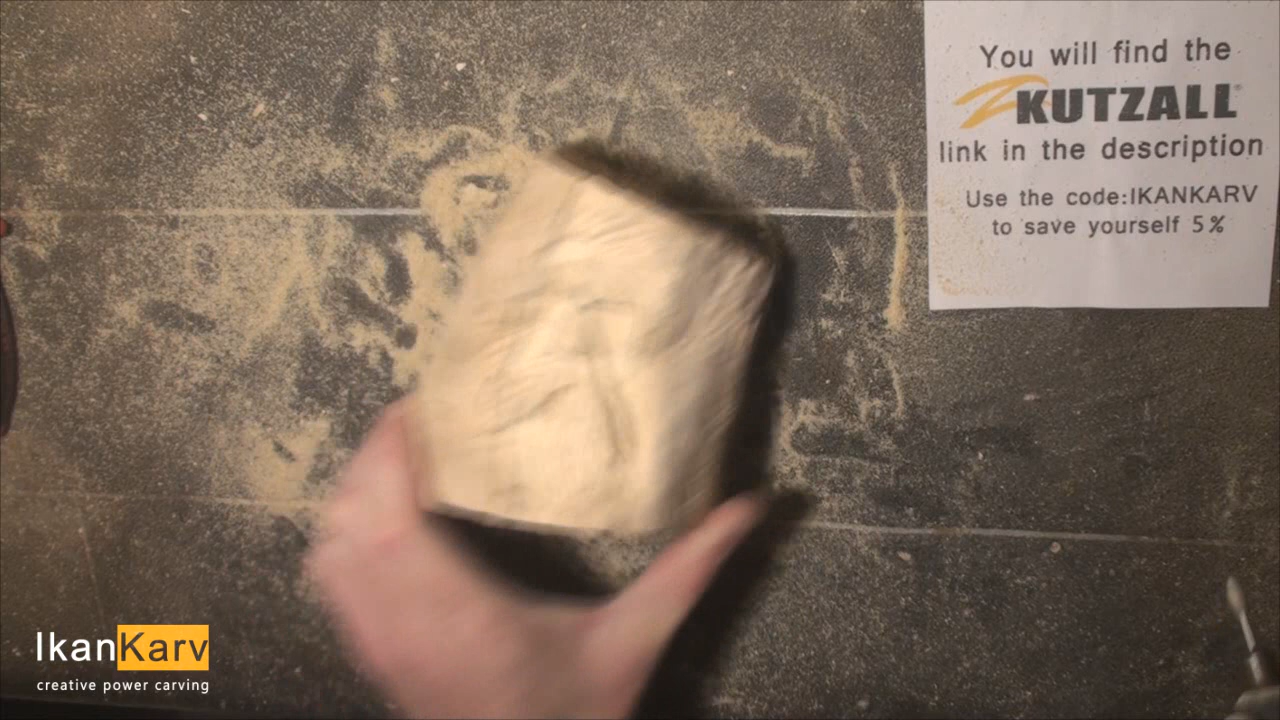 You will find the
KUTZALL
link in the description
Use the code:IKANKARV
to save yourself 5%
IkanKarv
creative power carving